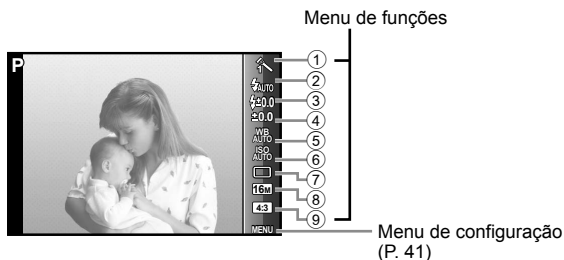 Menu de funções
P
1
AUTO
2
±0.0
3
±0.0
4
WB
AUTO
5
ISO
AUTO
6
7
16M
8
4:3
9
MENU
Menu de configuração
(P. 41)